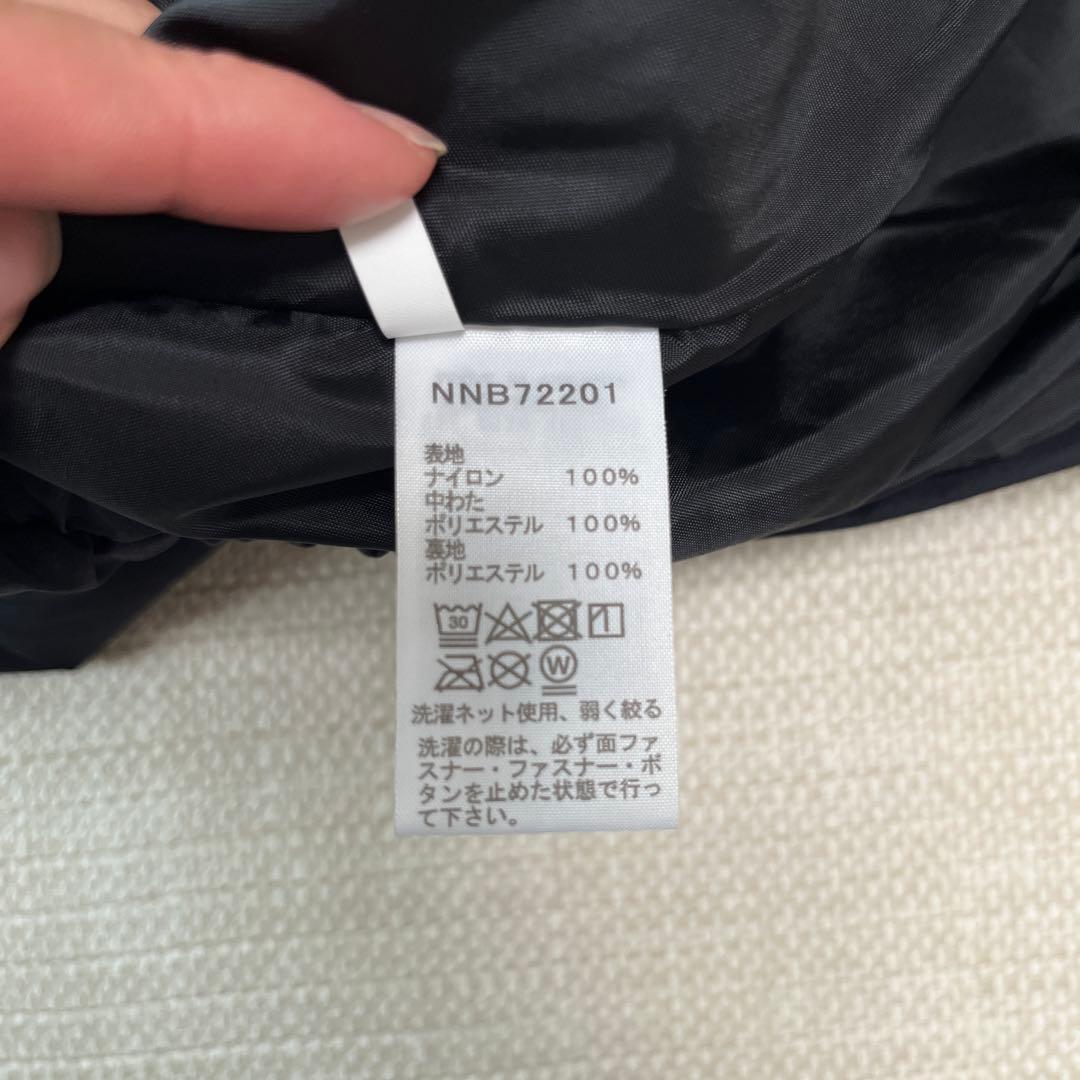 NNB72201
表地
ナイロン 100%
中わた
ポリエステル 100%
裏地
ポリエステル 100%
30
W
洗濯ネット使用、弱く絞る
洗濯の際は、必ず面ファ
スナー・ファスナー・ボ
タンを止めた状態で行っ
て下さい。